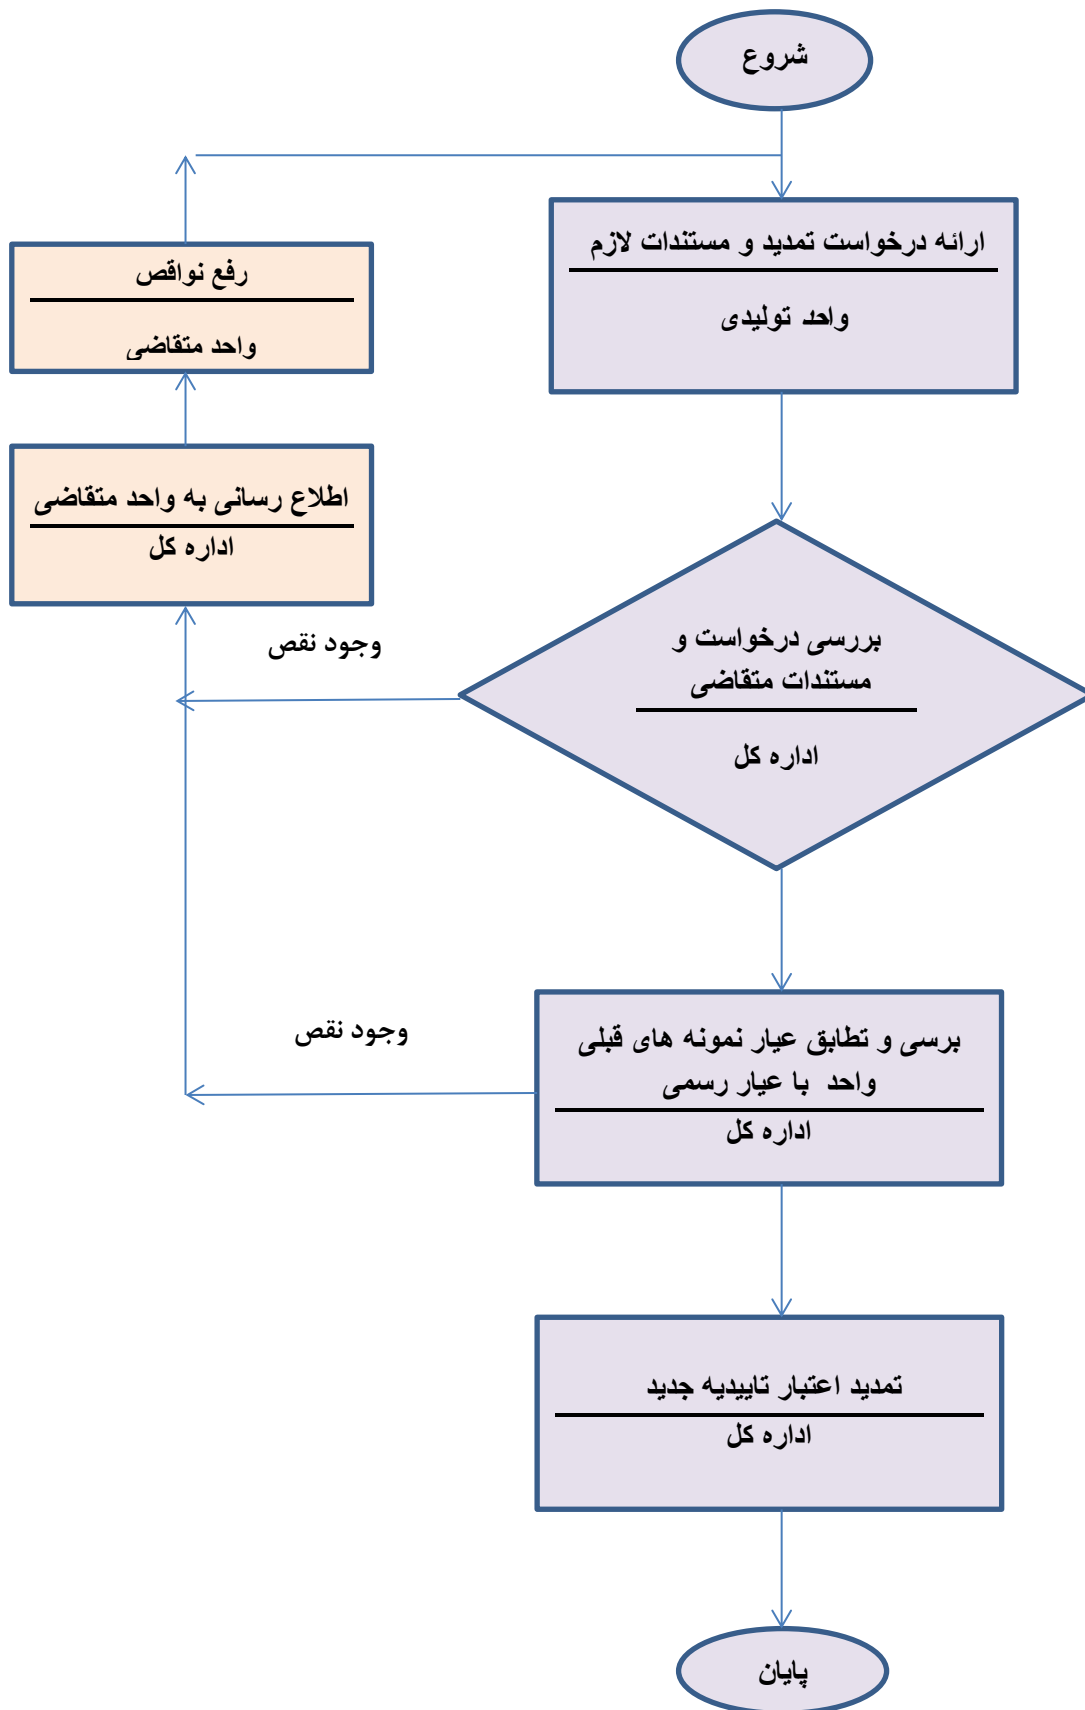 شروع
ارائه درخواست تمدید و مستندات لازم
واحد تولیدی
رفع نواقص
واحد متقاضی
اطلاع رسانی به واحد متقاضی
اداره کل
بررسی درخواست و
مستندات متقاضی
اداره کل
وجود نقص
برسی و تطابق عیار نمونه های قبلی
واحد با عیار رسمی
اداره کل
وجود نقص
تمدید اعتبار تاییدیه جدید
اداره کل
پایان